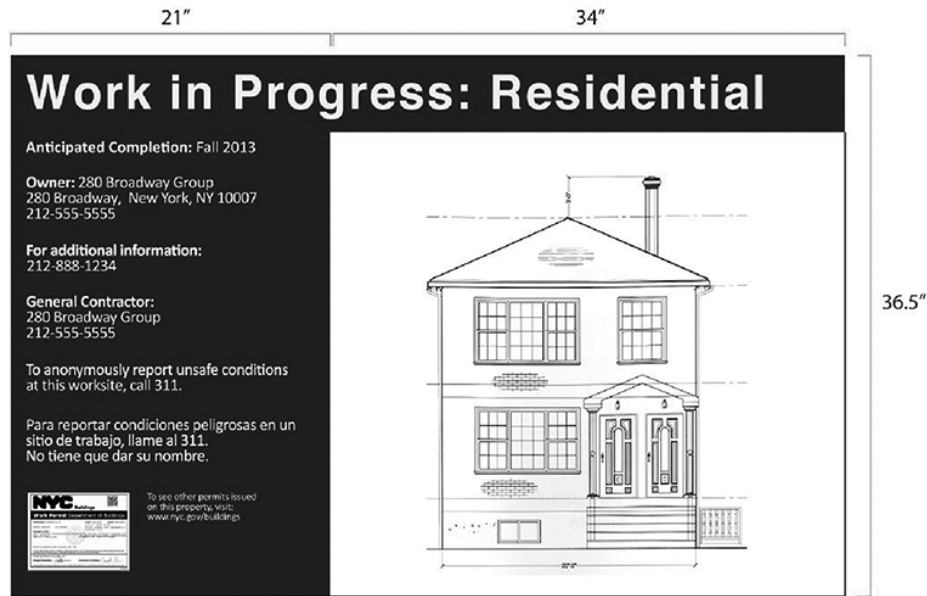 21”
34”
Work in Progress: Residential
Anticipated Completion: Fall 2013
Owner: 280 Broadway Group
280 Broadway, New York, NY 10007
212-555-5555
For additional information:
212-888-1234
General Contractor:
280 Broadway Group
212-555-5555
To anonymously report unsafe conditions
at this worksite, call 311.
Para reportar condiciones peligrosas en un
sitio de trabajo, llame al 311.
No tiene que dar su nombre.
NYC Buildings
Work Permit Department of Buildings
To see other permits issued
on this property, visit:
www.nyc.gov/buildings
36.5”